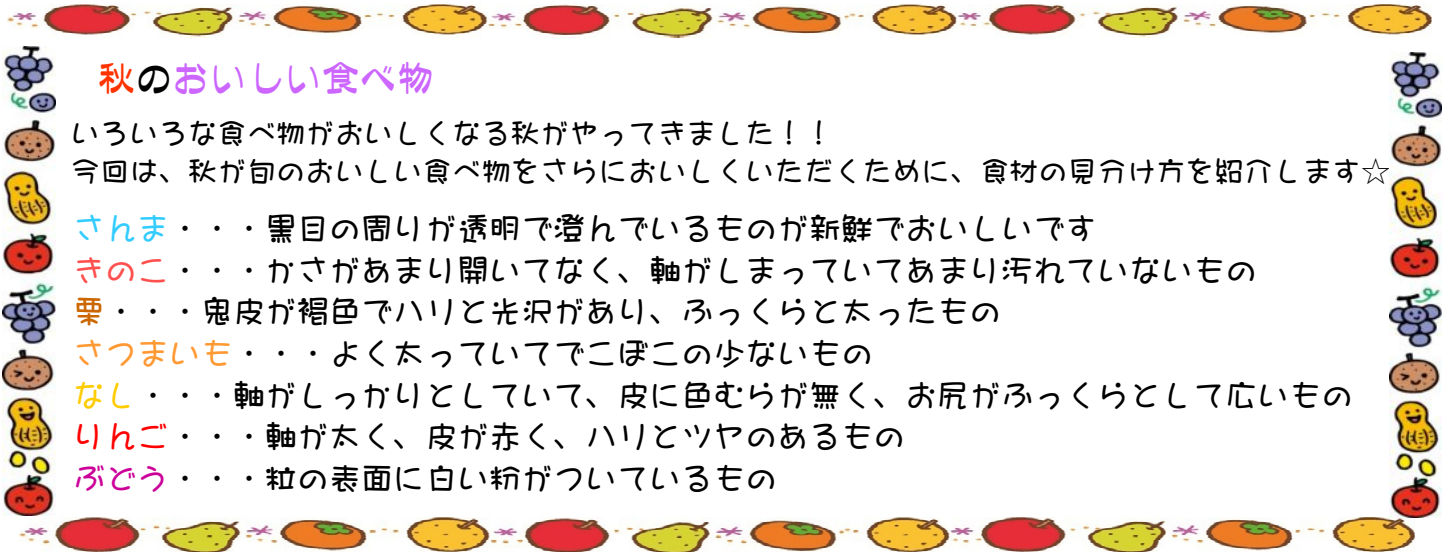 秋のおいしい食べ物
いろいろな食べ物がおいしくなる秋がやってきました！！
今回は、秋が旬のおいしい食べ物をさらにおいしくいただくために、食材の見分け方を紹介します☆
さんま・・・黒目の周りが透明で澄んでいるものが新鮮でおいしいです
きのこ・・・かさがあまり開いてなく、軸がしまっていてあまり汚れていないもの
栗・・・鬼皮が褐色でハリと光沢があり、ふっくらと太ったもの
さつまいも・・・よく太っていてでこぼこの少ないもの
なし・・・軸がしっかりとしていて、皮に色むらが無く、お尻がふっくらとして広いもの
りんご・・・軸が太く、皮が赤く、ハリとツヤのあるもの
ぶどう・・・粒の表面に白い粉がついているもの